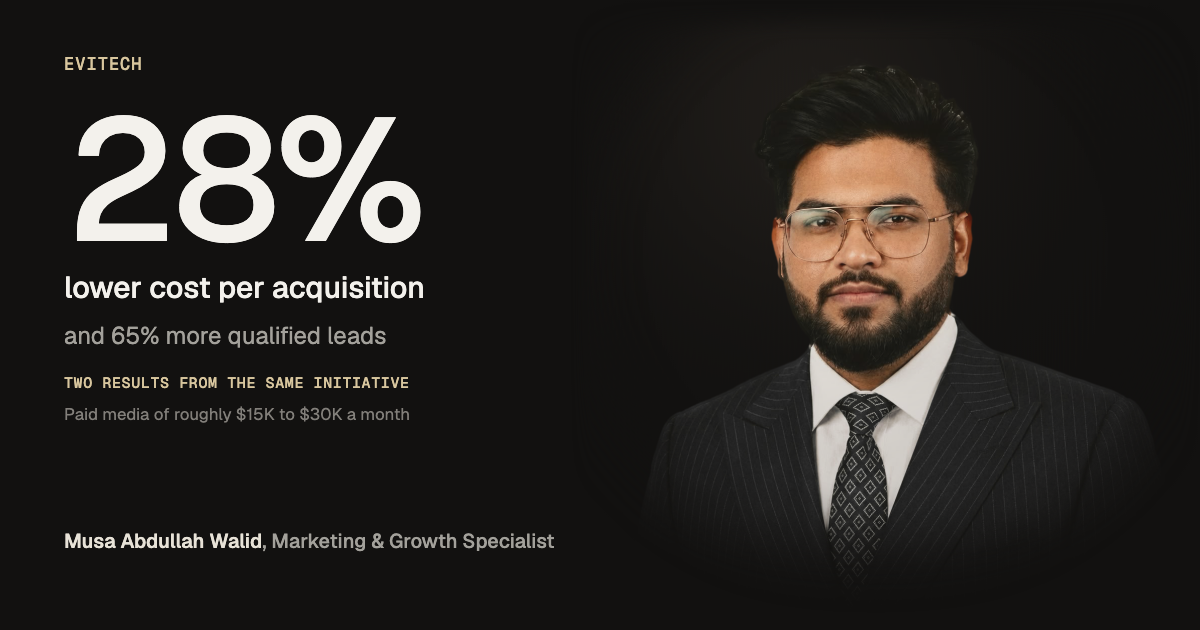 EVITECH
28%
lower cost per acquisition
and 65% more qualified leads
TWO RESULTS FROM THE SAME INITIATIVE
Paid media of roughly $15K to $30K a month
Musa Abdullah Walid, Marketing & Growth Specialist